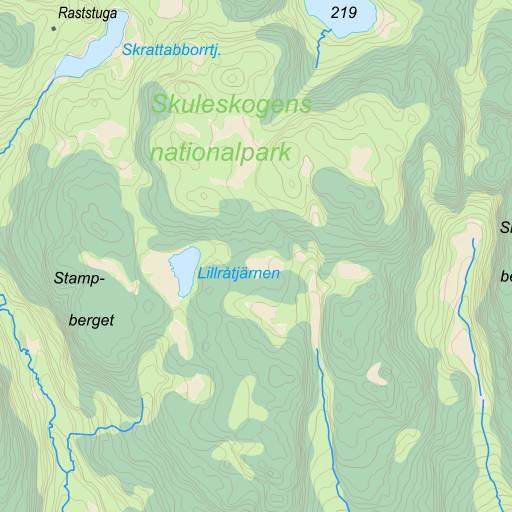 Raststuga
219
Skrattabborrtj.
Skuleskogens
nationalpark
Lillråtjärnen
Stamp-
berget